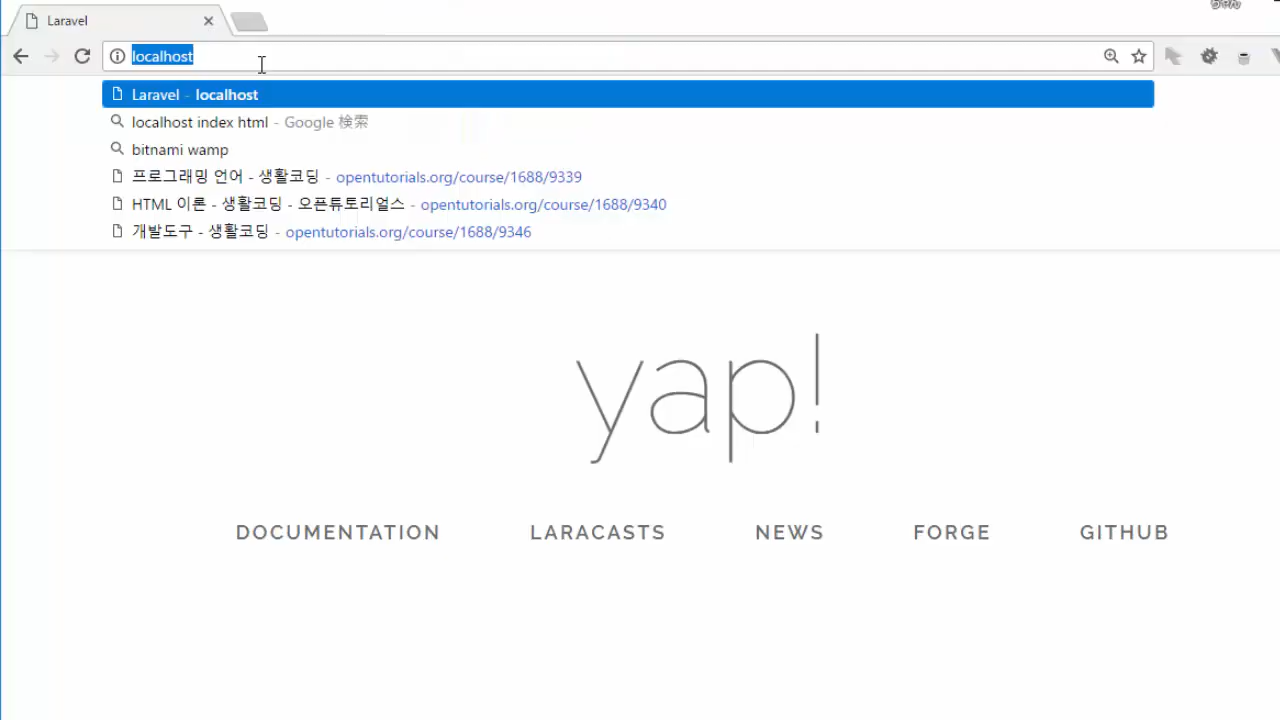 ちゃん
Laravel
localhost
Laravel - localhost
localhost index html - Google 検索
bitnami wamp
프로그래밍 언어 - 생활코딩 - opentutorials.org/course/1688/9339
HTML 이론 - 생활코딩 - 오픈튜토리얼스 - opentutorials.org/course/1688/9340
개발도구 - 생활코딩 - opentutorials.org/course/1688/9346
yap!
DOCUMENTATION LARACASTS NEWS FORGE GITHUB